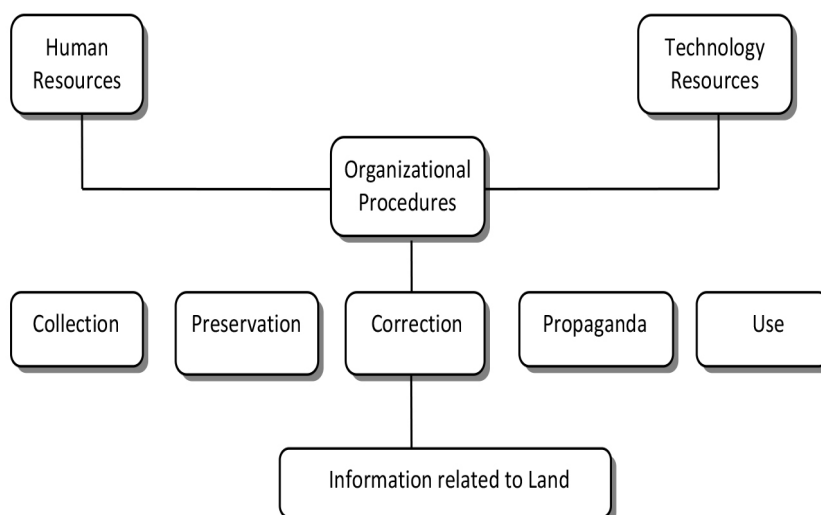 Human
Resources
Technology
Resources
Organizational
Procedures
Collection
Preservation
Correction
Propaganda
Use
Information related to Land